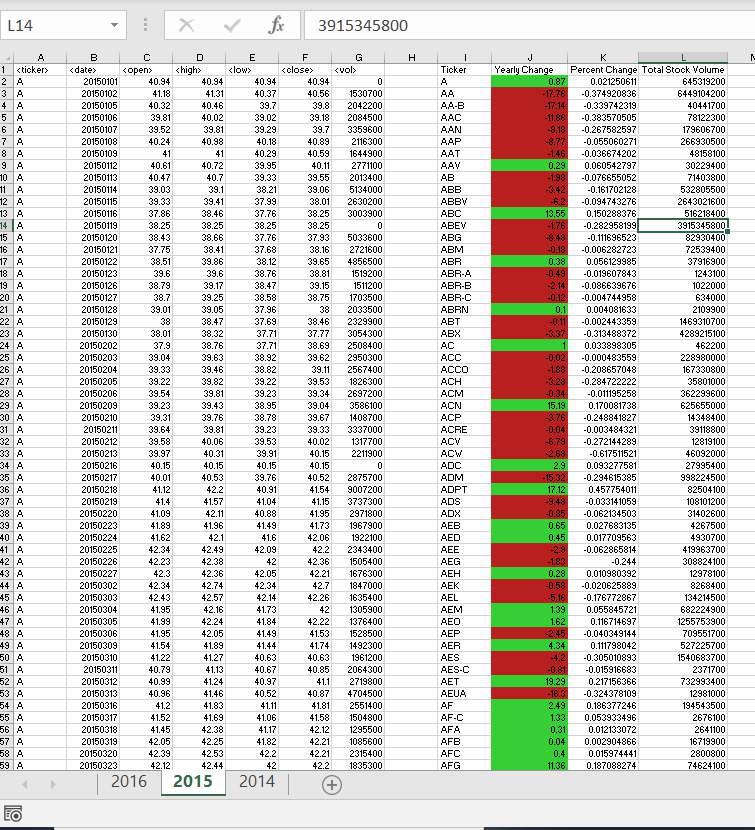 L14 fx 3915345800
A B C D E F G H I J K L
1 <ticker> <date> <open> <high> <low> <close> <vol> Ticker Yearly Change Percent Change Total Stock Volume
2 A 20150101 40.94 40.94 40.94 40.94 0 A 0.87 0.021250611 645319200
3 A 20150102 41.18 41.31 40.37 40.56 1530700 AA -17.76 -0.374920836 6449104200
4 A 20150105 40.32 40.46 39.7 39.8 2042200 AA-B -17.14 -0.339742319 40441700
5 A 20150106 39.81 40.02 39.02 39.18 2084500 AAC -11.86 -0.383570505 78122300
6 A 20150107 39.52 39.81 39.29 39.7 3359600 AAN -8.19 -0.267582597 179606700
7 A 20150108 40.24 40.98 40.18 40.89 2116300 AAP -8.77 -0.055060271 266930500
8 A 20150109 41 41 40.29 40.59 1644900 AAT -1.46 -0.036674202 48158100
9 A 20150112 40.61 40.72 39.95 40.11 2771100 AAV 0.29 0.060542797 30229400
10 A 20150113 40.47 40.7 39.33 39.55 2013400 AB -1.98 -0.076655052 71403800
11 A 20150114 39.03 39.1 38.21 39.06 5134000 ABB -3.42 -0.161702128 532805500
12 A 20150115 39.33 39.41 37.99 38.01 2630200 ABBV -6.2 -0.094743276 2643021600
13 A 20150116 37.86 38.46 37.76 38.25 3003900 ABC 13.55 0.150288376 516218400
14 A 20150119 38.25 38.25 38.25 38.25 0 ABEV -1.76 -0.282958199 3915345800
15 A 20150120 38.43 38.66 37.76 37.93 5033600 ABG -8.49 -0.11696523 82930400
16 A 20150121 37.75 38.41 37.68 38.16 2721600 ABM -0.18 -0.006282723 72539400
17 A 20150122 38.51 39.86 38.12 39.65 4856500 ABR 0.38 0.056129985 37916900
18 A 20150123 39.6 39.6 38.76 38.81 1519200 ABR-A -0.49 -0.019607843 1243100
19 A 20150126 38.79 39.17 38.47 39.15 1511200 ABR-B -2.14 -0.086639676 1022000
20 A 20150127 38.7 39.25 38.58 38.75 1703500 ABR-C -0.12 -0.004744958 634000
21 A 20150128 39.01 39.05 37.96 38 2033500 ABRN 0.1 0.004081633 2109900
22 A 20150129 38 38.47 37.69 38.46 2329900 ABT -0.11 -0.002443359 1469310700
23 A 20150130 38.01 38.32 37.71 37.77 3054300 ABX -3.37 -0.313488372 4289215100
24 A 20150202 37.9 38.76 37.71 38.69 2508400 AC 1 0.033898305 462200
25 A 20150203 39.04 39.63 38.92 39.62 2950300 ACC -0.02 -0.000483559 228980000
26 A 20150204 39.33 39.46 38.82 39.11 2567400 ACCO -1.89 -0.208657048 167330800
27 A 20150205 39.22 39.82 39.22 39.53 1826300 ACH -3.28 -0.284722222 35801000
28 A 20150206 39.54 39.81 39.23 39.34 2697200 ACM -0.34 -0.011195258 362299600
29 A 20150209 39.23 39.43 38.95 39.04 3586100 ACN 15.19 0.170081738 625655000
30 A 20150210 39.31 39.76 38.78 39.67 1408700 ACP -3.76 -0.248841827 14348400
31 A 20150211 39.64 39.81 39.23 39.33 3337000 ACRE -0.04 -0.003484321 39118800
32 A 20150212 39.58 40.06 39.53 40.02 1317700 ACV -6.79 -0.272144289 12819100
33 A 20150213 39.97 40.31 39.91 40.15 2211900 ACW -2.68 -0.617511521 46092000
34 A 20150216 40.15 40.15 40.15 40.15 0 ADC 2.9 0.093277581 27995400
35 A 20150217 40.01 40.53 39.76 40.52 2875700 ADM -15.32 -0.294615385 998224500
36 A 20150218 41.12 42.2 40.91 41.54 9007200 ADPT 17.12 0.457754011 82504100
37 A 20150219 41.4 41.57 41.04 41.15 3737300 ADS -9.48 -0.033141059 108101200
38 A 20150220 41.09 42.11 40.88 41.95 2971800 ADX -0.85 -0.062134503 31402600
39 A 20150223 41.89 41.96 41.49 41.73 1967900 AEB 0.65 0.027683135 4267500
40 A 20150224 41.62 42.1 41.6 42.06 1922100 AED 0.45 0.017709563 4930700
41 A 20150225 42.34 42.49 42.09 42.2 2343400 AEE -2.9 -0.062865814 419963700
42 A 20150226 42.23 42.38 42 42.36 1505400 AEG -1.83 -0.244 308824100
43 A 20150227 42.3 42.36 42.05 42.21 1676300 AEH 0.28 0.010980392 12978100
44 A 20150302 42.34 42.74 42.34 42.7 1847000 AEK -0.53 -0.020625889 8268400
45 A 20150303 42.43 42.57 42.14 42.26 1635400 AEL -5.16 -0.176772867 134214500
46 A 20150304 41.95 42.16 41.73 42 1305900 AEM 1.39 0.055845721 682224900
47 A 20150305 41.99 42.24 41.84 42.22 1376400 AEO 1.62 0.116714697 1255753900
48 A 20150306 41.95 42.05 41.49 41.53 1528500 AEP -2.45 -0.040349144 709551700
49 A 20150309 41.54 41.89 41.44 41.74 1492300 AER 4.34 0.111798042 527225700
50 A 20150310 41.22 41.27 40.63 40.63 1961200 AES -4.2 -0.305010893 1540683700
51 A 20150311 40.79 41.13 40.67 40.85 2064300 AES-C -0.81 -0.015916683 2371700
52 A 20150312 40.99 41.24 40.97 41.1 2719800 AET 19.29 0.217156366 732993400
53 A 20150313 40.96 41.46 40.52 40.87 4704500 AEUA -16.3 -0.324378109 12981000
54 A 20150316 41.2 41.83 41.11 41.81 2551400 AF 2.49 0.186377246 194543500
55 A 20150317 41.52 41.69 41.06 41.58 1504800 AF-C 1.33 0.053933496 2676100
56 A 20150318 41.45 42.38 41.17 42.12 1295500 AFA 0.31 0.012133072 2641100
57 A 20150319 42.05 42.25 41.82 42.21 1085600 AFB 0.04 0.002904866 16719900
58 A 20150320 42.39 42.53 42.2 42.21 2315400 AFC 0.4 0.015974441 2800800
59 A 20150323 42.12 42.44 42 42.2 1835300 AFG 11.36 0.187088274 74624100
2016 2015 2014